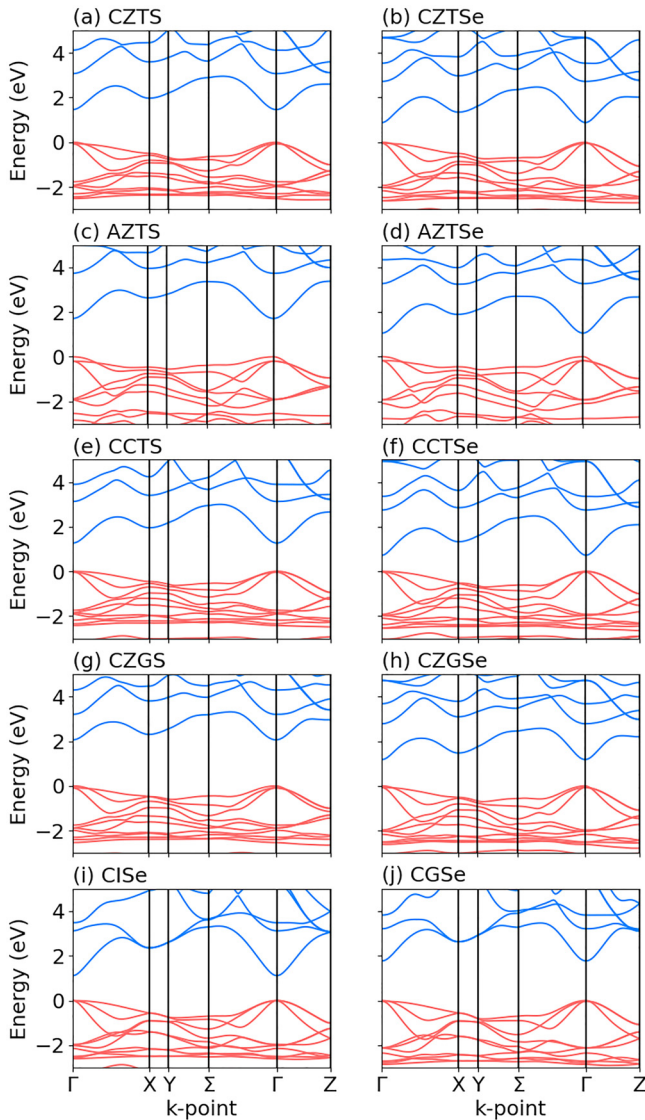 (a) CZTS
(b) CZTSe
Energy (eV)
4
2
0
−2
(c) AZTS
(d) AZTSe
Energy (eV)
4
2
0
−2
(e) CCTS
(f) CCTSe
Energy (eV)
4
2
0
−2
(g) CZGS
(h) CZGSe
Energy (eV)
4
2
0
−2
(i) CISe
(j) CGSe
Energy (eV)
4
2
0
−2
Γ X Y Σ Γ Z
Γ X Y Σ Γ Z
k-point
k-point